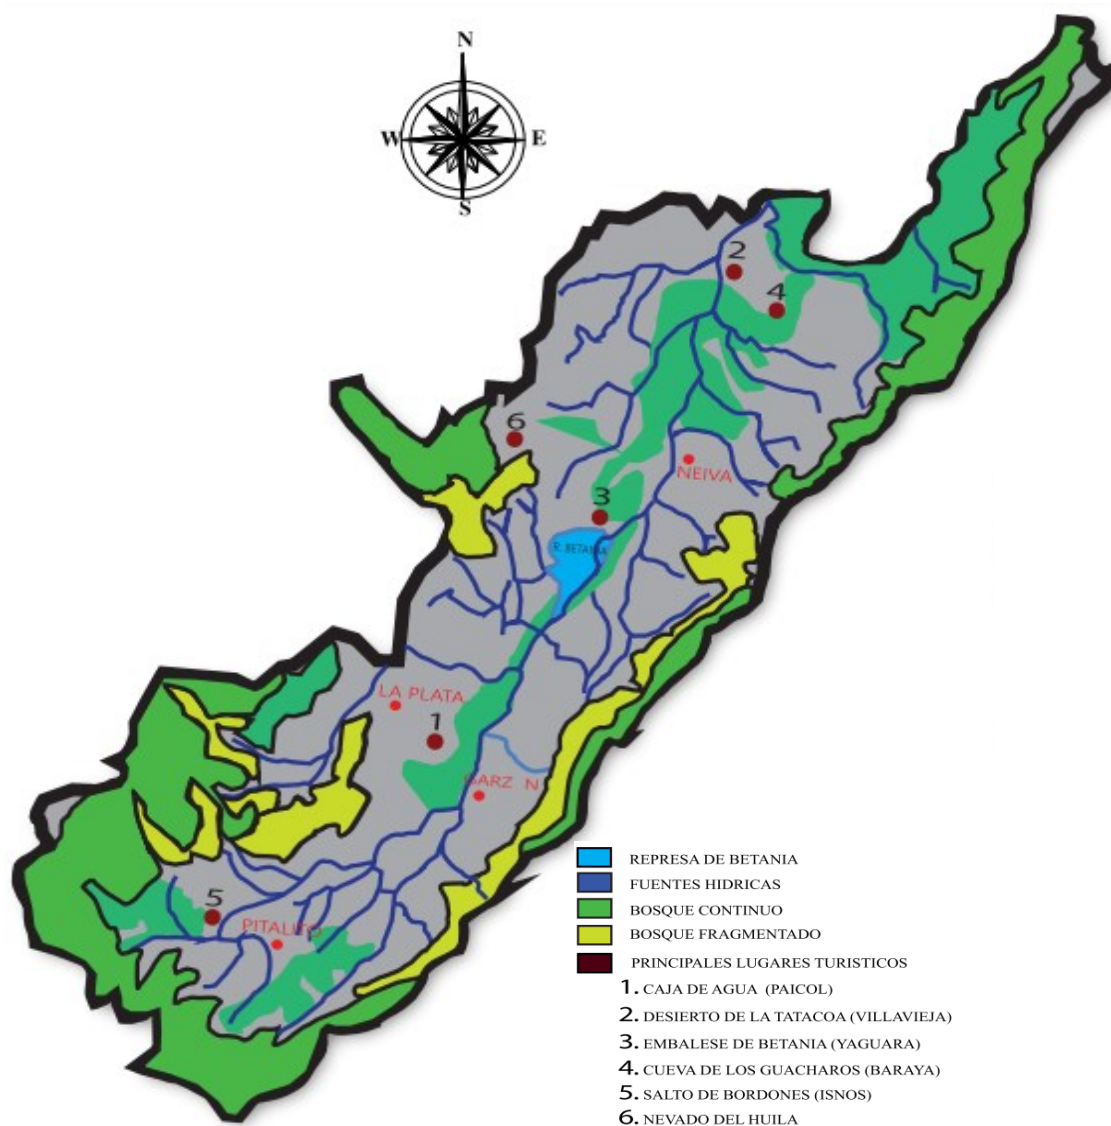 N
W E
S
2
4
6
NEIVA
3
R. BETANIA
LA PLATA
1
GARZ N
5
PITALITO
REPRESA DE BETANIA
FUENTES HIDRICAS
BOSQUE CONTINUO
BOSQUE FRAGMENTADO
PRINCIPALES LUGARES TURISTICOS
1. CAJA DE AGUA (PAICOL)
2. DESIERTO DE LA TATACOA (VILLAVIEJA)
3. EMBALESE DE BETANIA (YAGUARA)
4. CUEVA DE LOS GUACHAROS (BARAYA)
5. SALTO DE BORDONES (ISNOS)
6. NEVADO DEL HUILA